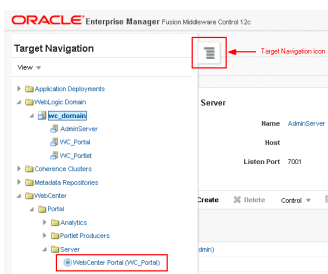 ORACLE Enterprise Manager Fusion Middleware Control 12c
Target Navigation
Target Navigation icon
View
Application Deployments
WebLogic Domain
wc_domain
AdminServer
WC_Portal
WC_Portlet
Coherence Clusters
Metadata Repositories
WebCenter
Portal
Analytics
Portlet Producers
Server
WebCenter Portal (WC_Portal)
Server
Name AdminServer
Host
Listen Port 7001
Create Delete Control
dmin)